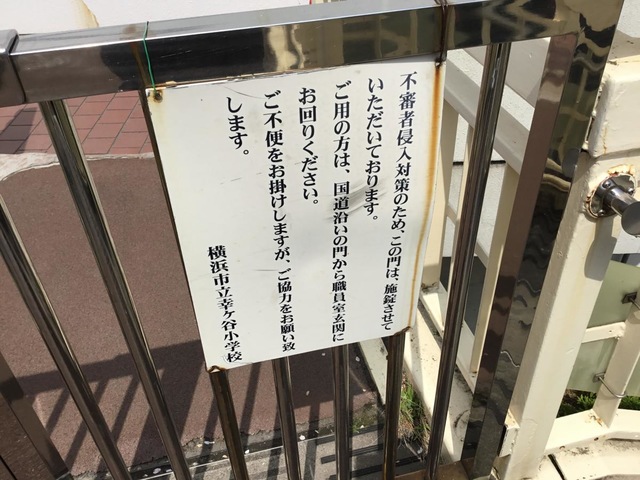 不審者侵入対策のため、この門は、施錠させて
いただいております。
ご用の方は、国道沿いの門から職員室玄関に
お回りください。
ご不便をお掛けしますが、ご協力をお願い致
します。
横浜市立幸ケ谷小学校